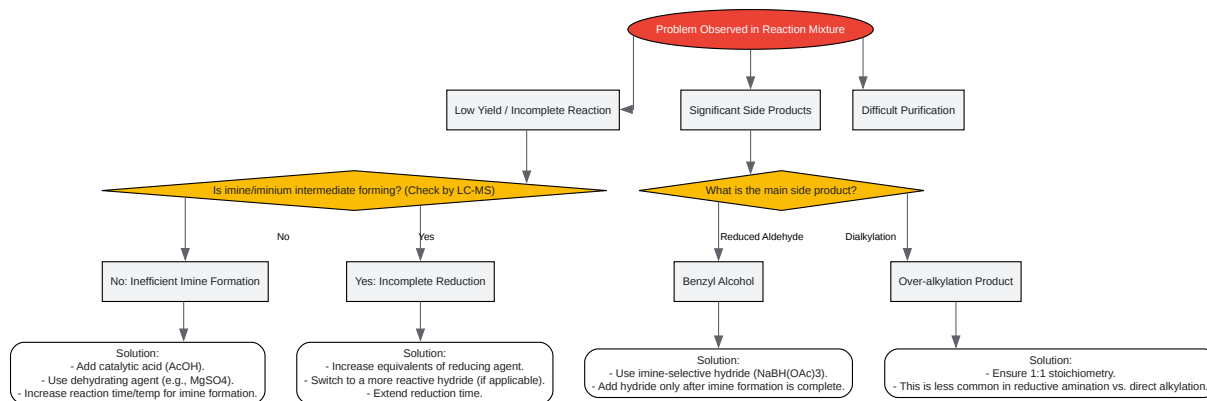 Problem Observed in Reaction Mixture
Low Yield / Incomplete Reaction
Significant Side Products
Difficult Purification
Is imine/iminium intermediate forming? (Check by LC-MS)
What is the main side product?
No
Yes
Reduced Aldehyde
Dialkylation
No: Inefficient Imine Formation
Yes: Incomplete Reduction
Benzyl Alcohol
Over-alkylation Product
Solution:
- Add catalytic acid (AcOH).
- Use dehydrating agent (e.g., MgSO4).
- Increase reaction time/temp for imine formation.
Solution:
- Increase equivalents of reducing agent.
- Switch to a more reactive hydride (if applicable).
- Extend reduction time.
Solution:
- Use imine-selective hydride (NaBH(OAc)3).
- Add hydride only after imine formation is complete.
Solution:
- Ensure 1:1 stoichiometry.
- This is less common in reductive amination vs. direct alkylation.